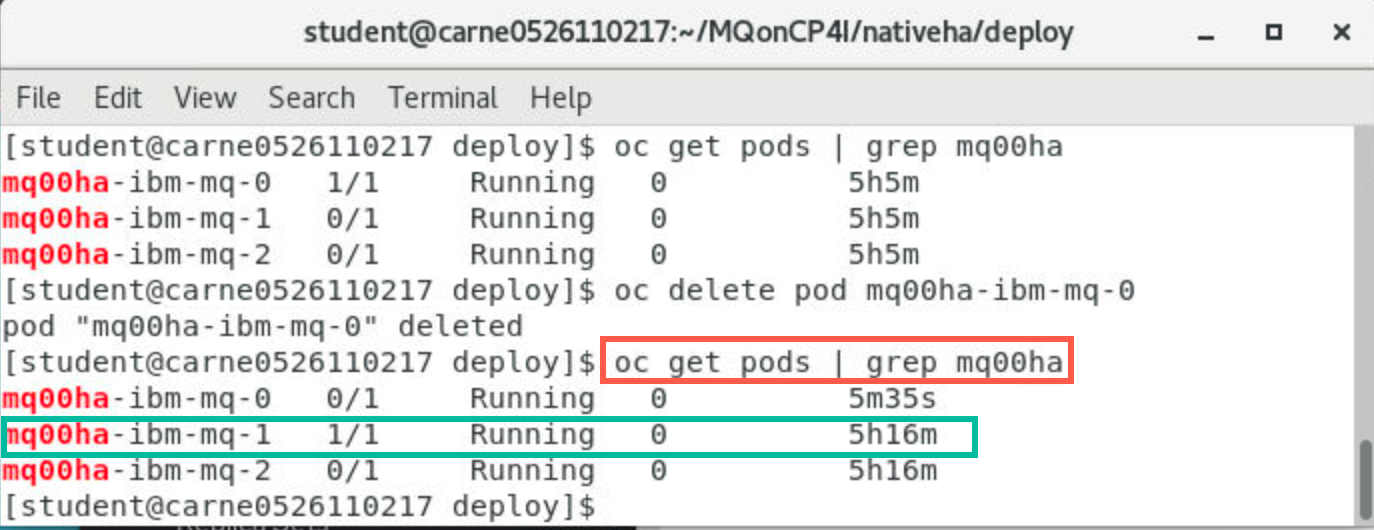 student@carne0526110217:~/MQonCP4I/nativeha/deploy
File Edit View Search Terminal Help
[student@carne0526110217 deploy]$ oc get pods | grep mq00ha
mq00ha-ibm-mq-0 1/1 Running 0 5h5m
mq00ha-ibm-mq-1 0/1 Running 0 5h5m
mq00ha-ibm-mq-2 0/1 Running 0 5h5m
[student@carne0526110217 deploy]$ oc delete pod mq00ha-ibm-mq-0
pod "mq00ha-ibm-mq-0" deleted
[student@carne0526110217 deploy]$ oc get pods | grep mq00ha
mq00ha-ibm-mq-0 0/1 Running 0 5m35s
mq00ha-ibm-mq-1 1/1 Running 0 5h16m
mq00ha-ibm-mq-2 0/1 Running 0 5h16m
[student@carne0526110217 deploy]$